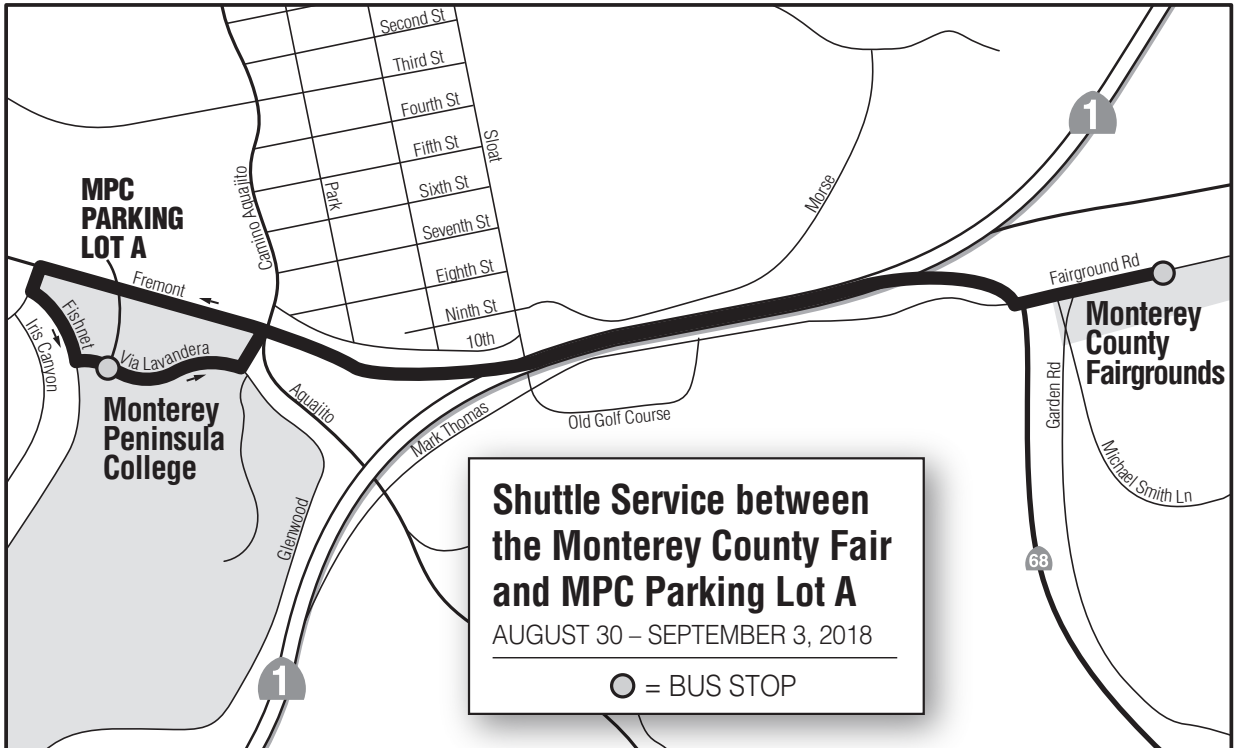 Second St
Third St
Fourth St
Fifth St
Sixth St
Seventh St
Eighth St
Ninth St
10th
Sloat
Park
Camino Aquajito
Morse
1
MPC
PARKING
LOT A
Fremont
Fishnet
Iris Canyon
Via Lavandera
Monterey
Peninsula
College
Aquajito
Glenwood
Mark Thomas
Old Golf Course
Fairground Rd
Monterey
County
Fairgrounds
Garden Rd
Michael Smith Ln
68
1
Shuttle Service between
the Monterey County Fair
and MPC Parking Lot A
AUGUST 30 – SEPTEMBER 3, 2018
= BUS STOP